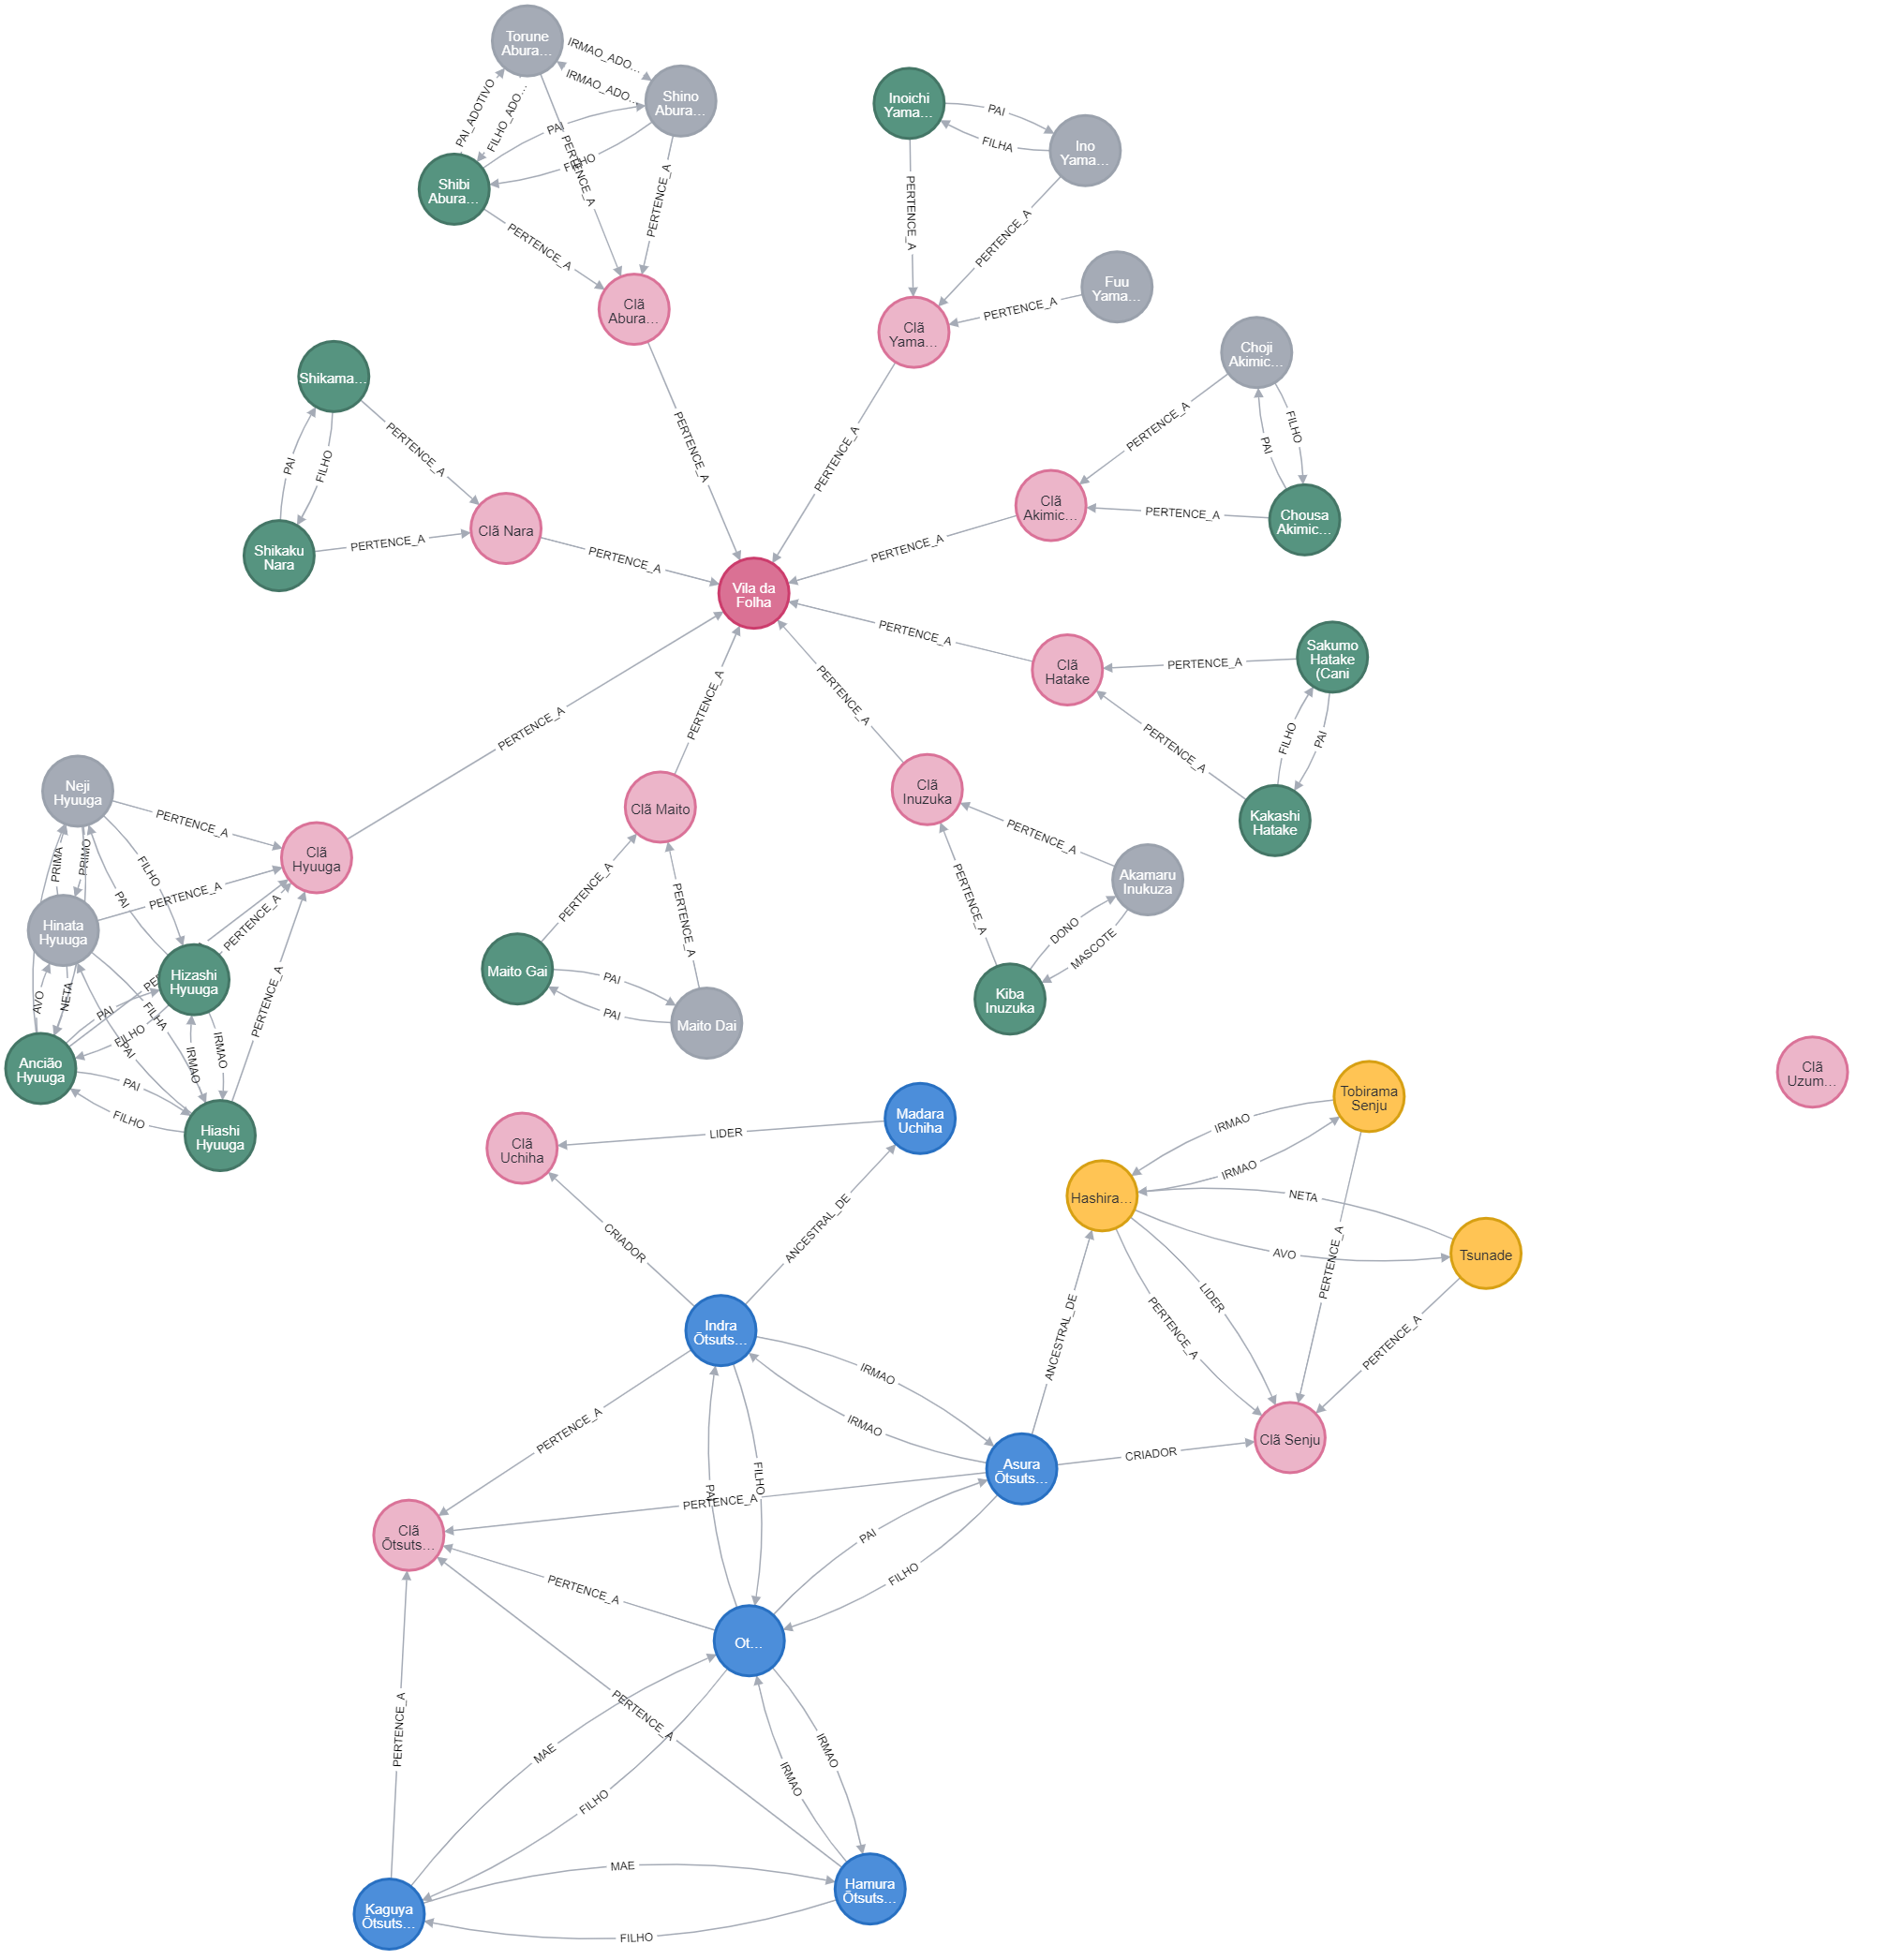 Torune
Abura...
IRMAO_ADO...
IRMAO_ADO...
Shino
Abura...
PAI_ADOTIVO
FILHO_ADO...
PAI
FILHO
PERTENCE_A
PERTENCE_A
Shibi
Abura...
PERTENCE_A
Clã
Abura...
Inoichi
Yama...
PAI
FILHA
Ino
Yama...
PERTENCE_A
PERTENCE_A
Fuu
Yama...
PERTENCE_A
Clã
Yama...
Choji
Akimic...
PERTENCE_A
FILHO
PAI
Clã
Akimic...
PERTENCE_A
Chousa
Akimic...
Shikama...
PERTENCE_A
PAI
FILHO
Shikaku
Nara
PERTENCE_A
Clã Nara
PERTENCE_A
PERTENCE_A
PERTENCE_A
PERTENCE_A
Vila da
Folha
PERTENCE_A
Clã
Hatake
PERTENCE_A
Sakumo
Hatake
(Cani
PERTENCE_A
FILHO
PAI
Kakashi
Hatake
PERTENCE_A
PERTENCE_A
PERTENCE_A
Neji
Hyuuga
PERTENCE_A
Clã
Hyuuga
PRIMA
PRIMO
FILHO
PAI
PERTENCE_A
PERTENCE_A
Hinata
Hyuuga
Hizashi
Hyuuga
AVO
NETA
PAI
FILHO
FILHA
PAI
IRMAO
IRMAO
PERTENCE_A
Ancião
Hyuuga
PAI
FILHO
Hiashi
Hyuuga
Clã Maito
PERTENCE_A
PERTENCE_A
Maito Gai
PAI
PAI
Maito Dai
Clã
Inuzuka
PERTENCE_A
PERTENCE_A
Akamaru
Inukuza
DONO
MASCOTE
Kiba
Inuzuka
Clã
Uzum...
Clã
Uchiha
LIDER
Madara
Uchiha
CRIADOR
ANCESTRAL_DE
Tobirama
Senju
IRMAO
IRMAO
Hashira...
NETA
AVO
Tsunade
PERTENCE_A
LIDER
PERTENCE_A
PERTENCE_A
ANCESTRAL_DE
Clã Senju
CRIADOR
Indra
Ōtsuts...
IRMAO
IRMAO
Asura
Ōtsuts...
PERTENCE_A
PAI
FILHO
PERTENCE_A
Clã
Ōtsuts...
PAI
FILHO
PERTENCE_A
Ot...
PERTENCE_A
PERTENCE_A
MAE
FILHO
IRMAO
IRMAO
MAE
FILHO
Kaguya
Ōtsuts...
Hamura
Ōtsuts...